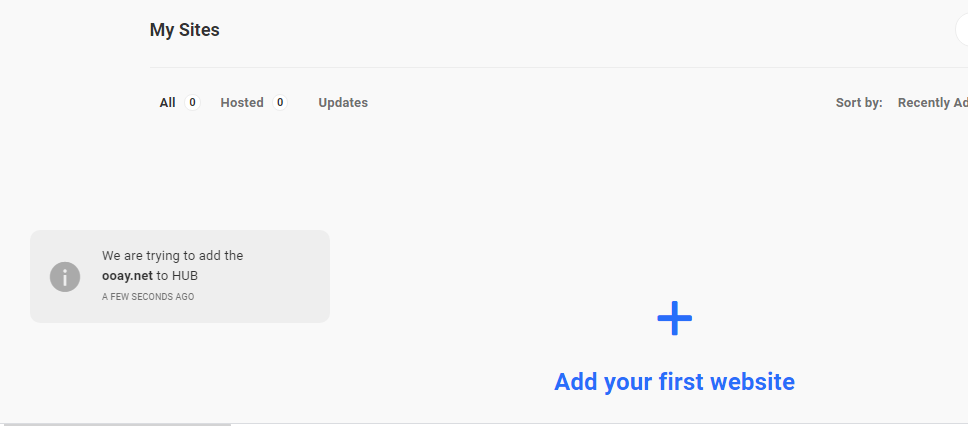 My Sites
All 0 Hosted 0 Updates
Sort by: Recently Ad
We are trying to add the
ooay.net to HUB
A FEW SECONDS AGO
Add your first website